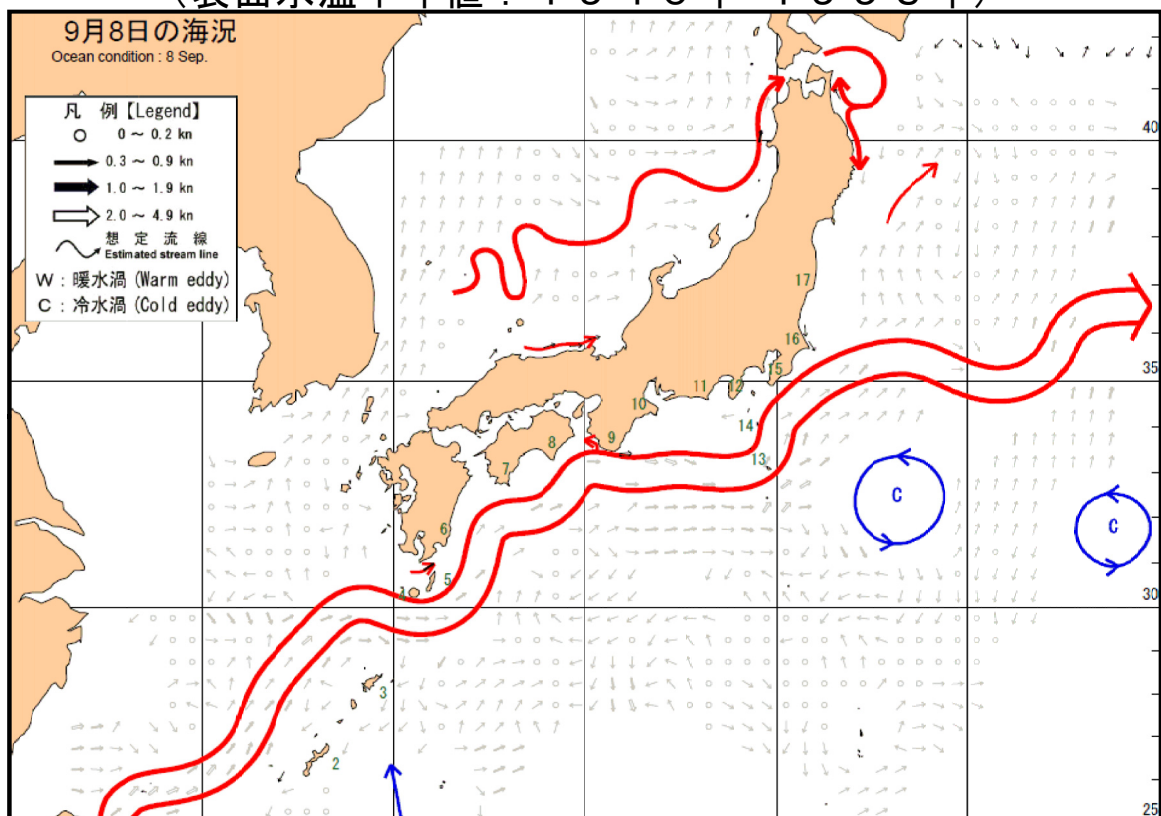 9月8日の海況
Ocean condition : 8 Sep.
凡　例【Legend】
0 ～ 0.2 kn
0.3 ～ 0.9 kn
1.0 ～ 1.9 kn
2.0 ～ 4.9 kn
想 定 流 線
Estimated stream line
W : 暖水渦 (Warm eddy)
C : 冷水渦 (Cold eddy)
40
17
16
35
15
12
11
10
14
9
8
13
7
C
C
6
5
30
3
2
25